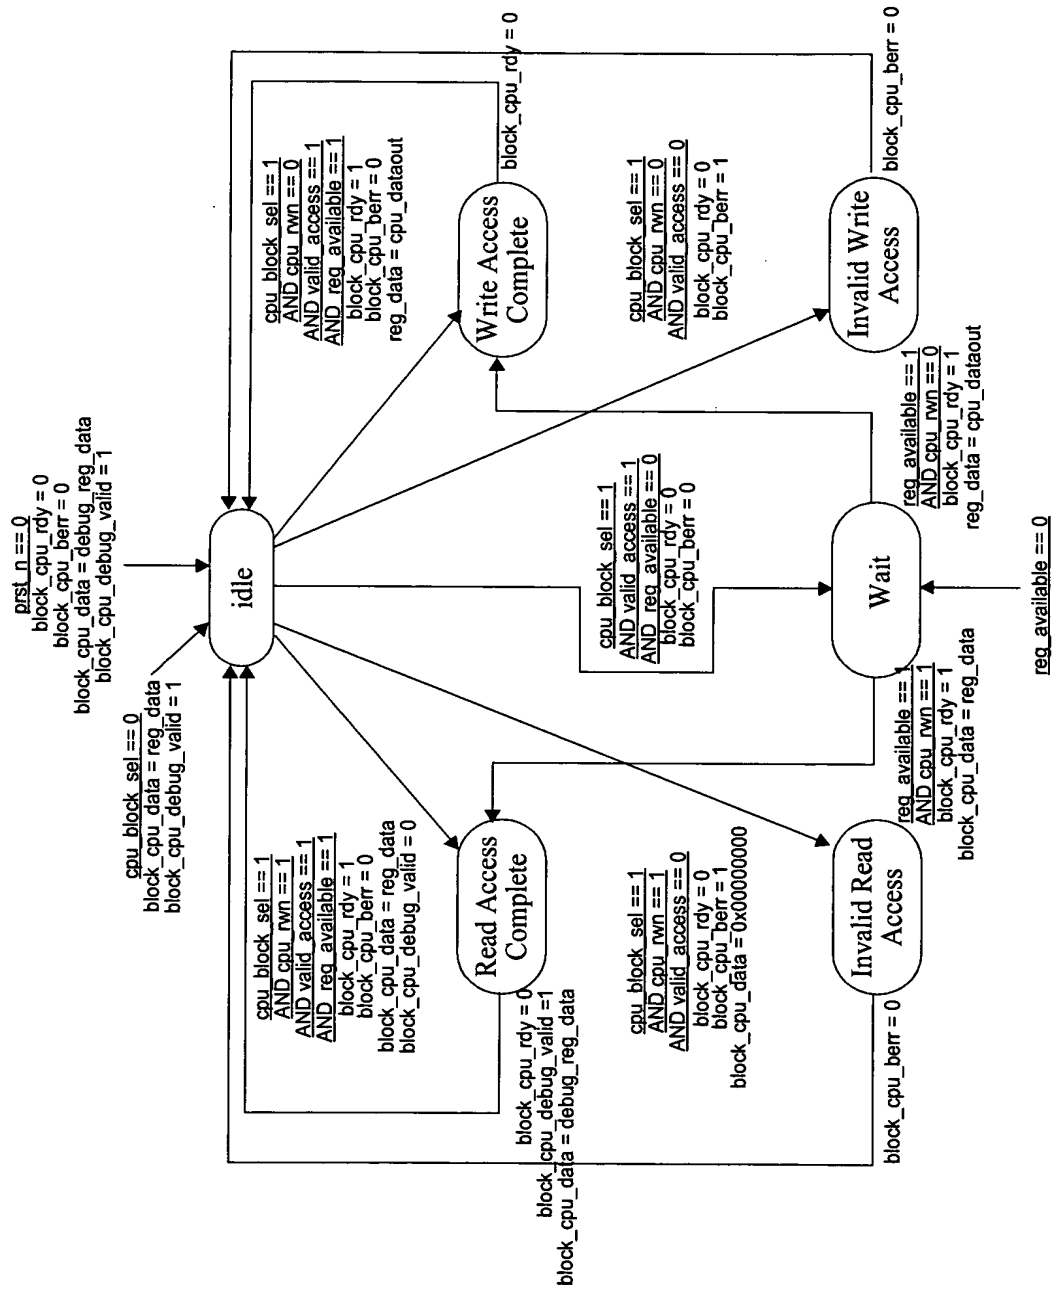 prst_n == 0
block_cpu_rdy = 0
block_cpu_berr = 0
block_cpu_data = debug_reg_data
block_cpu_debug_valid = 1
cpu_block_sel == 0
block_cpu_data = reg_data
block_cpu_debug_valid = 1
idle
cpu_block_sel == 1
AND cpu_rwn == 1
AND valid_access == 1
AND reg_available == 1
block_cpu_rdy = 1
block_cpu_berr = 0
block_cpu_data = reg_data
block_cpu_debug_valid = 0
cpu_block_sel == 1
AND cpu_rwn == 0
AND valid_access == 1
AND reg_available == 1
block_cpu_rdy = 1
block_cpu_berr = 0
reg_data = cpu_dataout
Read Access
Complete
Write Access
Complete
block_cpu_rdy = 0
block_cpu_debug_valid =1
block_cpu_data = debug_reg_data
block_cpu_rdy = 0
cpu_block_sel == 1
AND valid_access == 1
AND reg_available == 0
block_cpu_rdy = 0
block_cpu_berr = 0
cpu_block_sel == 1
AND cpu_rwn == 1
AND valid_access == 0
block_cpu_rdy = 0
block_cpu_berr = 1
block_cpu_data = 0x00000000
cpu_block_sel == 1
AND cpu_rwn == 0
AND valid_access == 0
block_cpu_rdy = 0
block_cpu_berr = 1
Invalid Read
Access
Wait
Invalid Write
Access
block_cpu_berr = 0
reg_available == 1
AND cpu_rwn == 1
block_cpu_rdy = 1
block_cpu_data = reg_data
reg_available == 1
AND cpu_rwn == 0
block_cpu_rdy = 1
reg_data = cpu_dataout
block_cpu_berr = 0
reg_available == 0